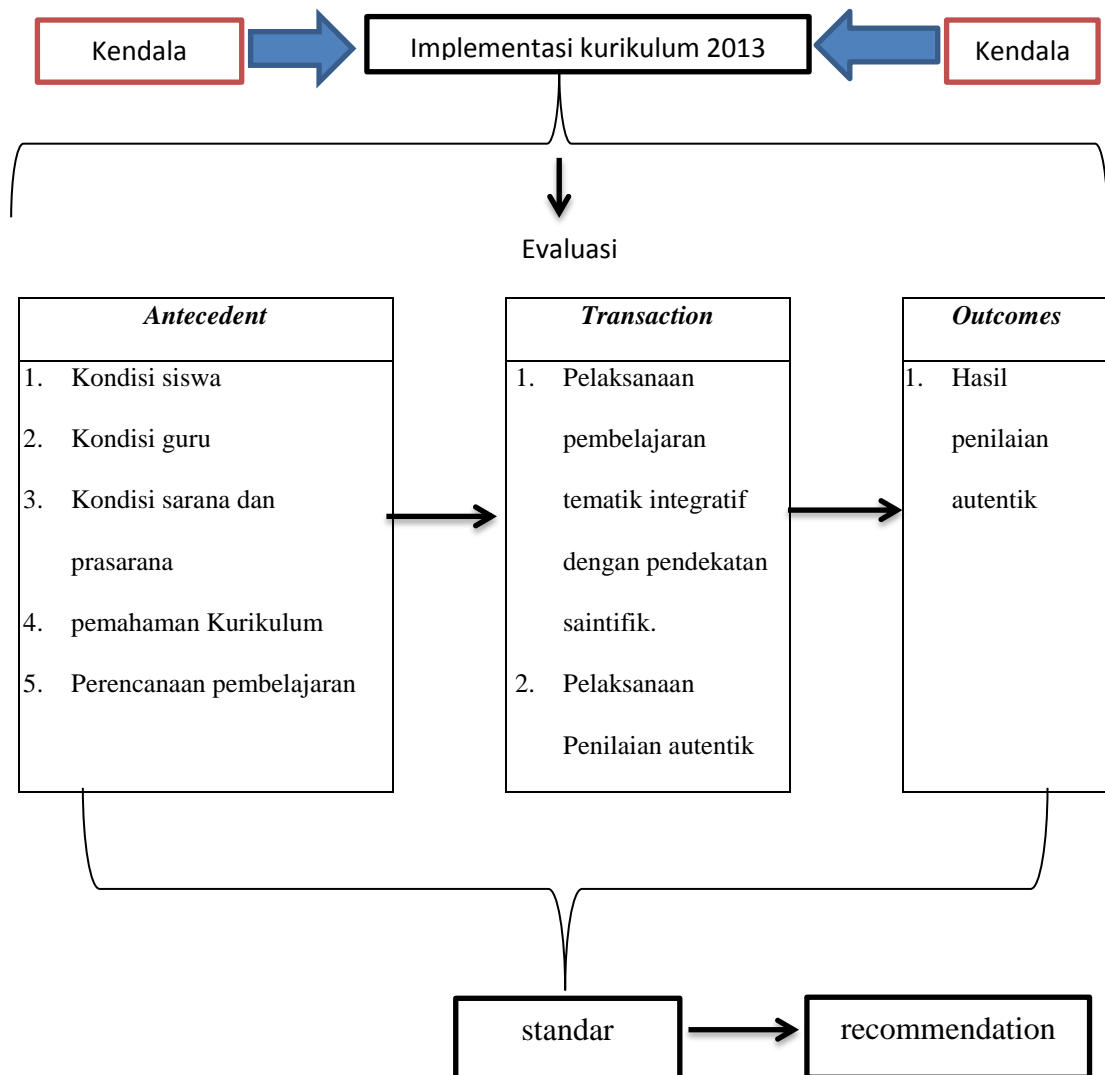 Kendala
Implementasi kurikulum 2013
Kendala
Evaluasi
Antecedent
1. Kondisi siswa
2. Kondisi guru
3. Kondisi sarana dan
prasarana
4. pemahaman Kurikulum
5. Perencanaan pembelajaran
Transaction
1. Pelaksanaan
pembelajaran
tematik integratif
dengan pendekatan
saintifik.
2. Pelaksanaan
Penilaian autentik
Outcomes
1. Hasil
penilaian
autentik
standar
recommendation